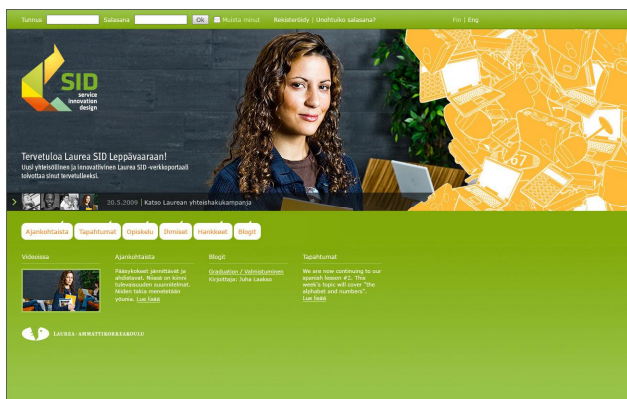 Tunnus Salasana Ok Muista minut Rekisteröidy | Unohtuiko salasana? Fin | Eng
SID
service
innovation
design
67
Tervetuloa Laurea SID Leppävaaraan!
Uusi yhteisöllinen ja innovatiivinen Laurea SID -verkkoportaali
toivottaa sinut tervetulleeksi.
20.5.2009 | Katso Laurean yhteishakukampanja
Ajankohtaista Tapahtumat Opiskelu Ihmiset Hankkeet Blogit
Videoissa
Ajankohtaista
Pääsykokeet jännittävät ja
ahdistavat. Niissä on kiinni
tulevaisuuden suunnitelmat.
Niiden takia menetetään
yöunia. Lue lisää
Blogit
Graduation / Valmistuminen
Kirjoittaja: Juha Laakso
Tapahtumat
We are now continuing to our
spanish lesson #2. This
week's topic will cover "the
alphabet and numbers".
Lue lisää
LAUREA-AMMATTIKORKEAKOULU